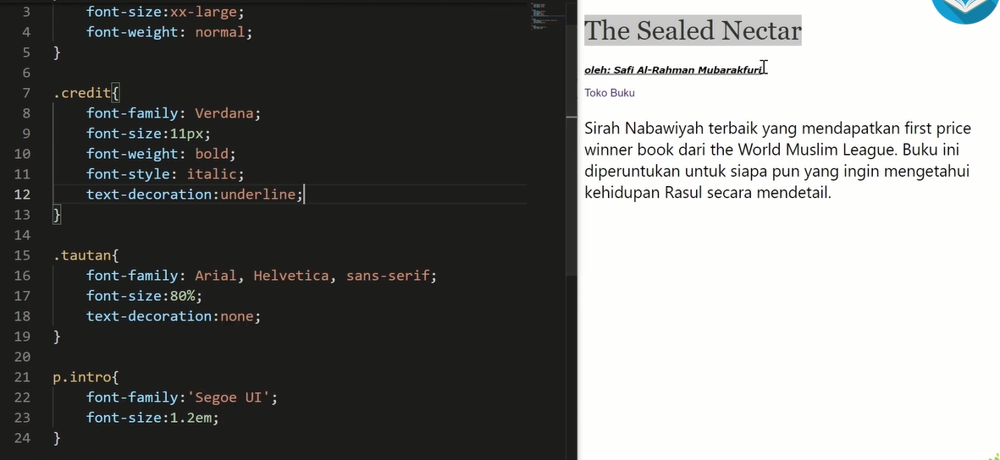 3 font-size:xx-large;
4 font-weight: normal;
5 }
6
7 .credit{
8 font-family: Verdana;
9 font-size:11px;
10 font-weight: bold;
11 font-style: italic;
12 text-decoration:underline;
13 }
14
15 .tautan{
16 font-family: Arial, Helvetica, sans-serif;
17 font-size:80%;
18 text-decoration:none;
19 }
20
21 p.intro{
22 font-family:'Segoe UI';
23 font-size:1.2em;
24 }
The Sealed Nectar
oleh: Safi Al-Rahman Mubarakfuri
Toko Buku
Sirah Nabawiyah terbaik yang mendapatkan first price
winner book dari the World Muslim League. Buku ini
diperuntukan untuk siapa pun yang ingin mengetahui
kehidupan Rasul secara mendetail.